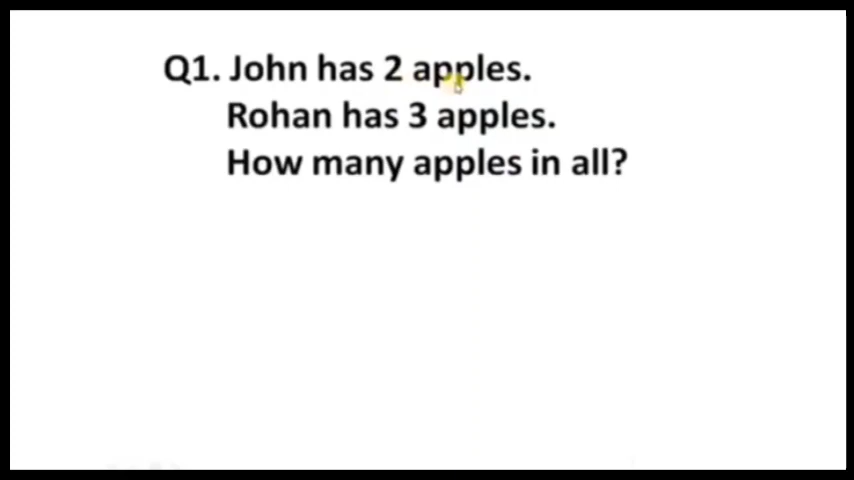 Q1. John has 2 apples.
Rohan has 3 apples.
How many apples in all?